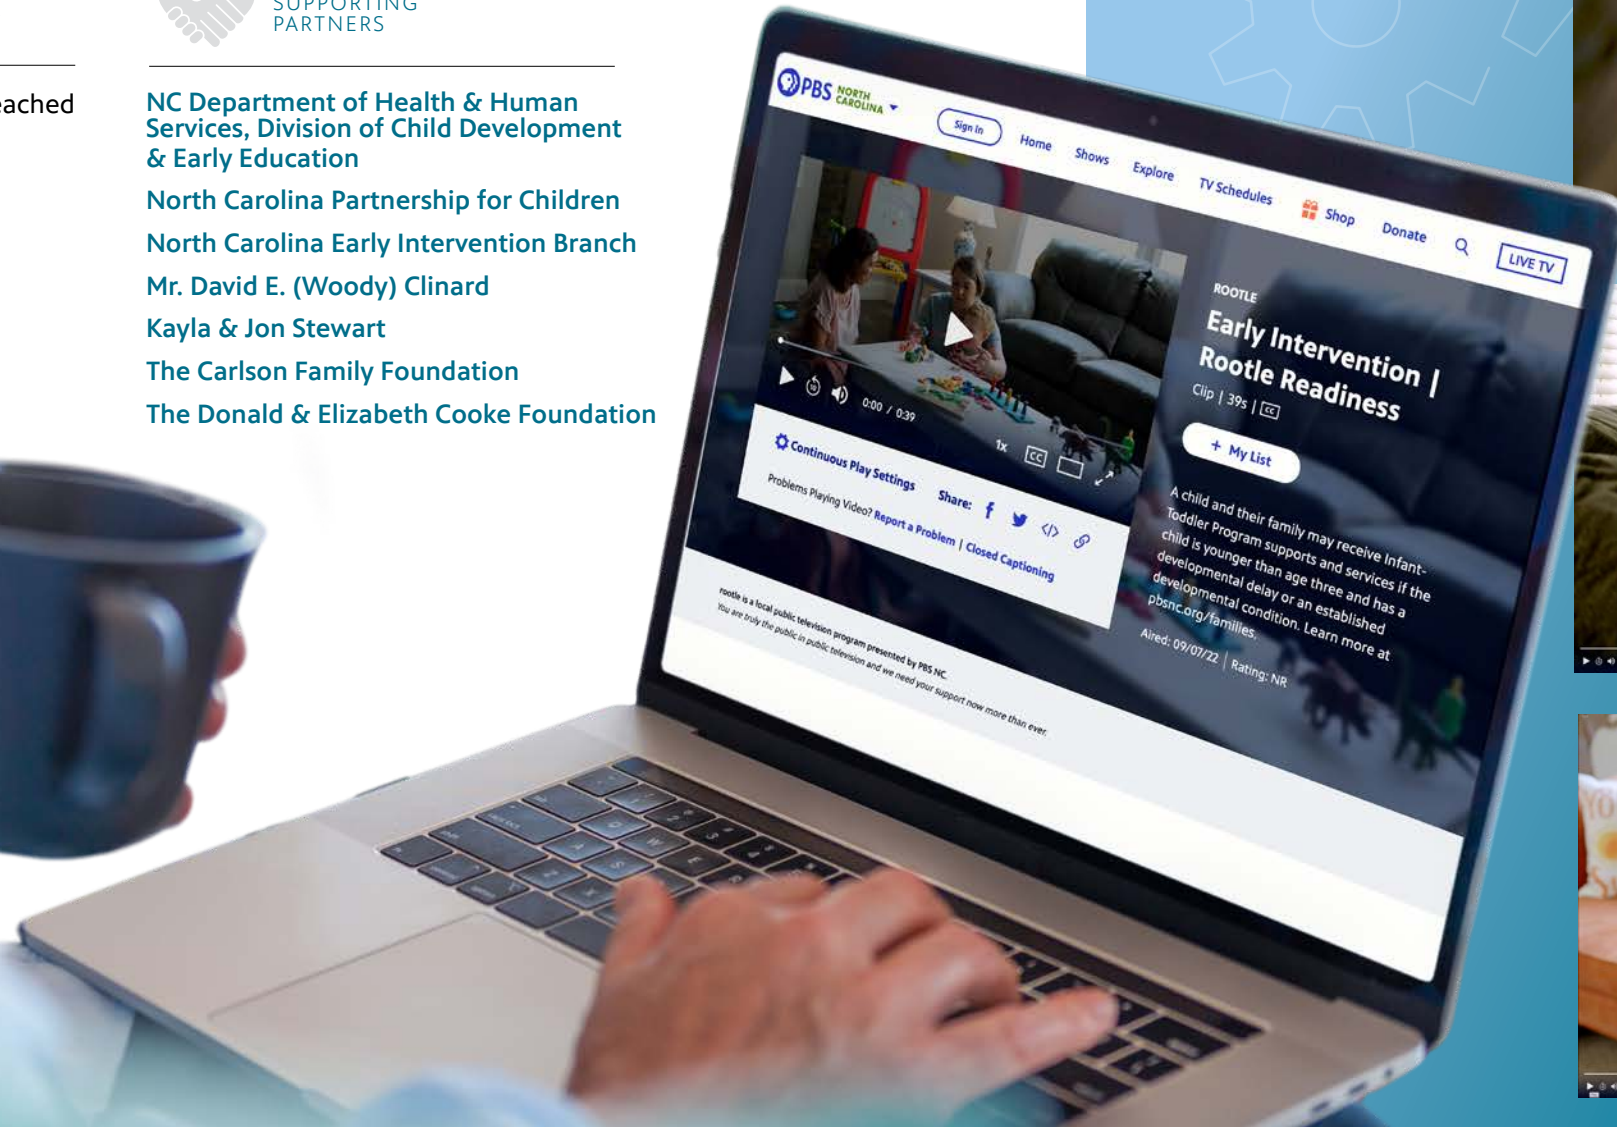 SUPPORTING
PARTNERS
eached
NC Department of Health & Human
Services, Division of Child Development
& Early Education
North Carolina Partnership for Children
North Carolina Early Intervention Branch
Mr. David E. (Woody) Clinard
Kayla & Jon Stewart
The Carlson Family Foundation
The Donald & Elizabeth Cooke Foundation
PBS NORTH
CAROLINA
Sign In Home Shows Explore TV Schedules Shop Donate LIVE TV
0:00 / 0:39 1x CC
Continuous Play Settings Share:
Problems Playing Video? Report a Problem | Closed Captioning
ROOTLE
Early Intervention |
Rootle Readiness
Clip | 39s | CC
+ My List
A child and their family may receive Infant-
Toddler Program supports and services if the
child is younger than age three and has a
developmental delay or an established
developmental condition. Learn more at
pbsnc.org/families.
Aired: 09/07/22 | Rating: NR
rootle is a local public television program presented by PBS NC.
You are truly the public in public television and we need your support now more than ever.